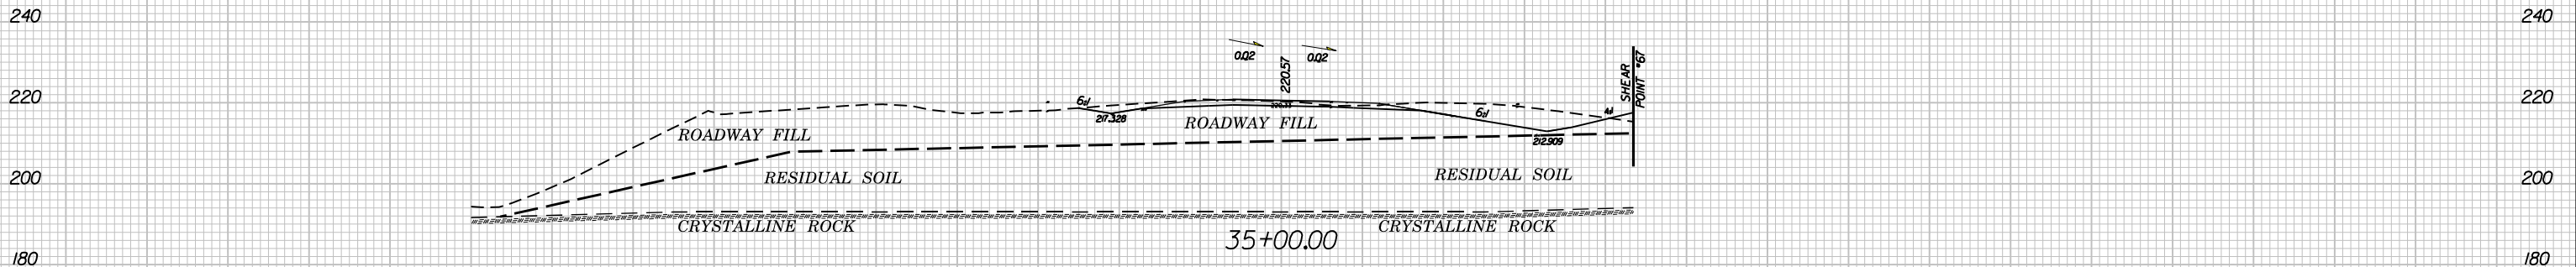 240 240
0.02 0.02
220.57
SHEAR
POINT #67
220 220
6:1
217.328
6:1
4:1
ROADWAY FILL ROADWAY FILL
212.909
200 200
RESIDUAL SOIL RESIDUAL SOIL
CRYSTALLINE ROCK CRYSTALLINE ROCK
35+00.00
180 180